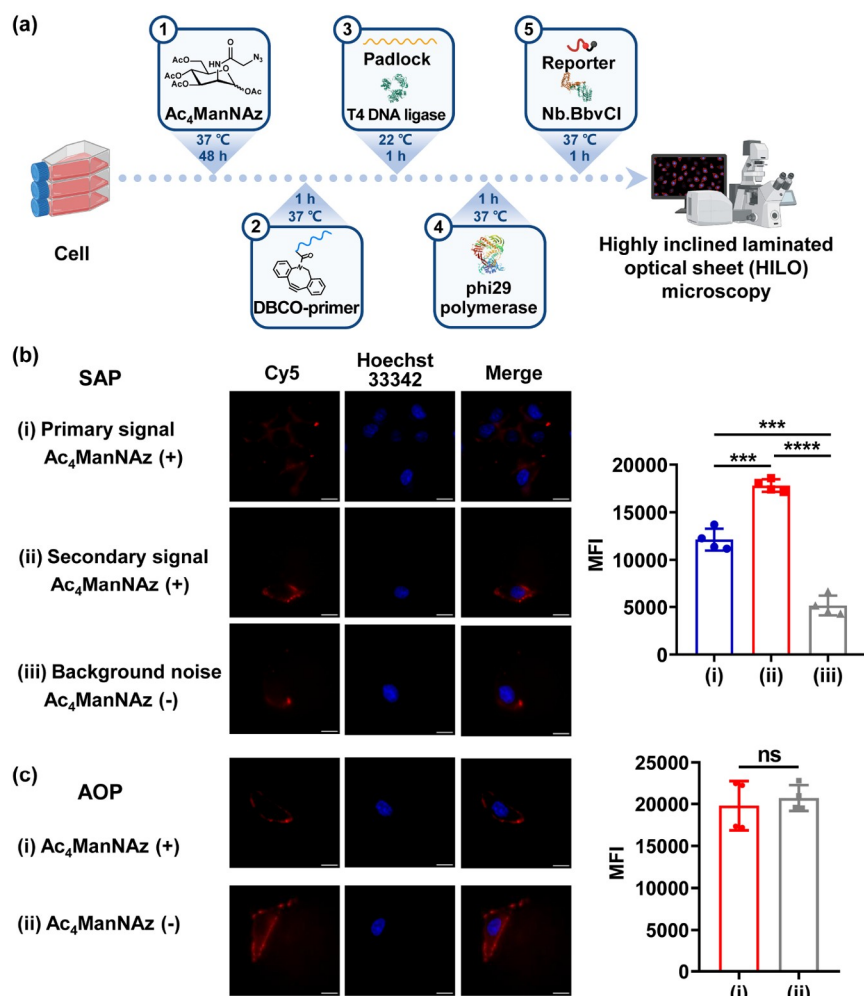 (a)
1
AcO
AcO
AcO
OAc
HN
O
N₃
O
Ac₄ManNAz
37 ℃
48 h
3
Padlock
T4 DNA ligase
22 ℃
1 h
5
Reporter
Nb.BbvCI
37 ℃
1 h
Cell
1 h
37 ℃
2
N
O
DBCO-primer
1 h
37 ℃
4
phi29
polymerase
Highly inclined laminated
optical sheet (HILO)
microscopy
(b)
SAP
Cy5
Hoechst
33342
Merge
(i) Primary signal
Ac₄ManNAz (+)
(ii) Secondary signal
Ac₄ManNAz (+)
(iii) Background noise
Ac₄ManNAz (-)
***
*** ****
MFI
20000
15000
10000
5000
0
(i) (ii) (iii)
(c)
AOP
(i) Ac₄ManNAz (+)
(ii) Ac₄ManNAz (-)
ns
MFI
25000
20000
15000
10000
5000
0
(i) (ii)